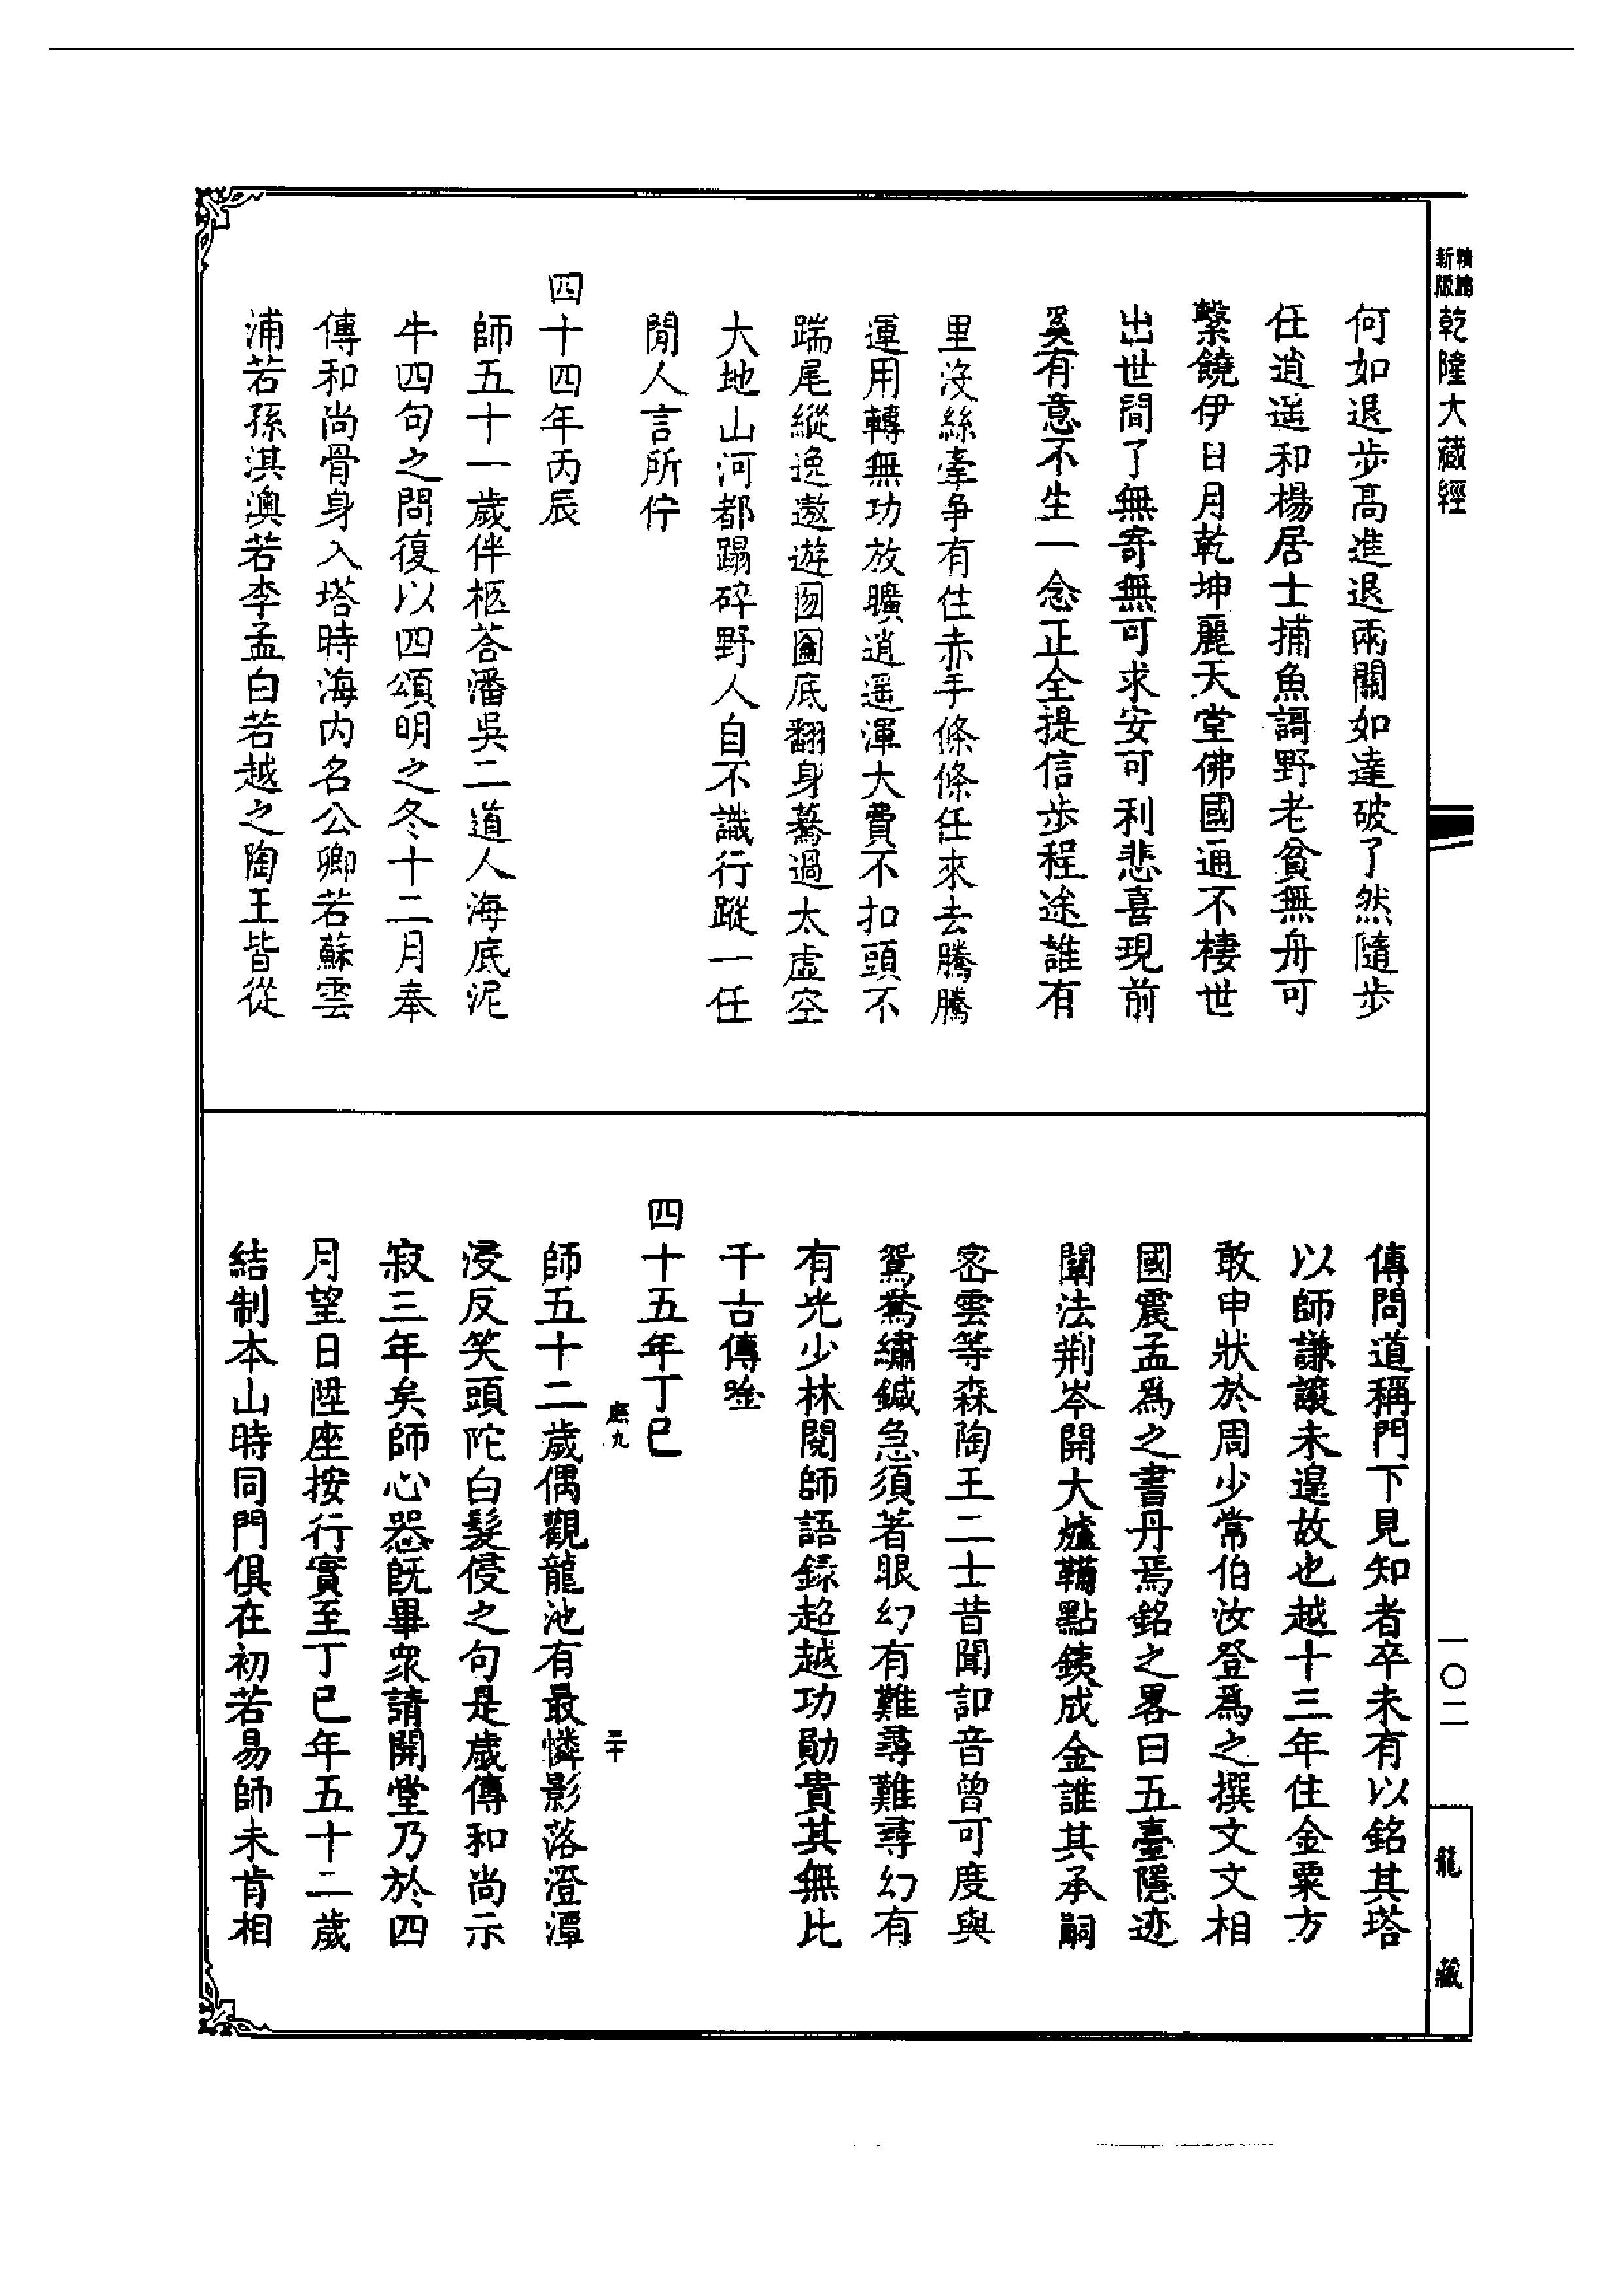 新版
精鐫
乾隆大藏經
何如退步高進退兩關如達破了然隨步
任逍遥和楊居士捕魚謌野老貧無舟可
繫饒伊日月乾坤麗天堂佛國通不棲世
出世間了無寄無可求安可利悲喜現前
奚有意不生一念正全提信步程途誰有
里沒絲牽爭有住赤手條條任來去騰騰
運用轉無功放曠逍遥渾大費不扣頭不
踹尾縱逸遨遊囫圇底翻身驀過太虛空
大地山河都蹋碎野人自不識行蹤一任
閒人言所佇
四十四年丙辰
師五十一歲伴柩荅潘吳二道人海底泥
牛四句之問復以四頌明之冬十二月奉
傳和尚骨身入塔時海内名公卿若蘇雲
浦若孫淇澳若李孟白若越之陶王皆從
傳問道稱門下見知者卒未有以銘其塔
以師謙讓未遑故也越十三年住金粟方
敢申狀於周少常伯汝登爲之撰文文相
國震孟爲之書丹焉銘之畧曰五臺隱迹
闡法荆岑開大爐鞴點銕成金誰其承嗣
密雲等森陶王二士昔聞訃音曾可度與
鴛鴦繡鍼急須著眼幻有難尋難尋幻有
有光少林閱師語録超越功勛貴其無比
千古傳唫
四十五年丁巳
九
三十
師五十二歲偶觀龍池有最憐影落澄潭
浸反笑頭陀白髮侵之句是歲傳和尚示
寂三年矣師心喪旣畢衆請開堂乃於四
月望日陞座按行實至丁巳年五十二歲
結制本山時同門俱在初若易師未肯相
一〇二
龍藏